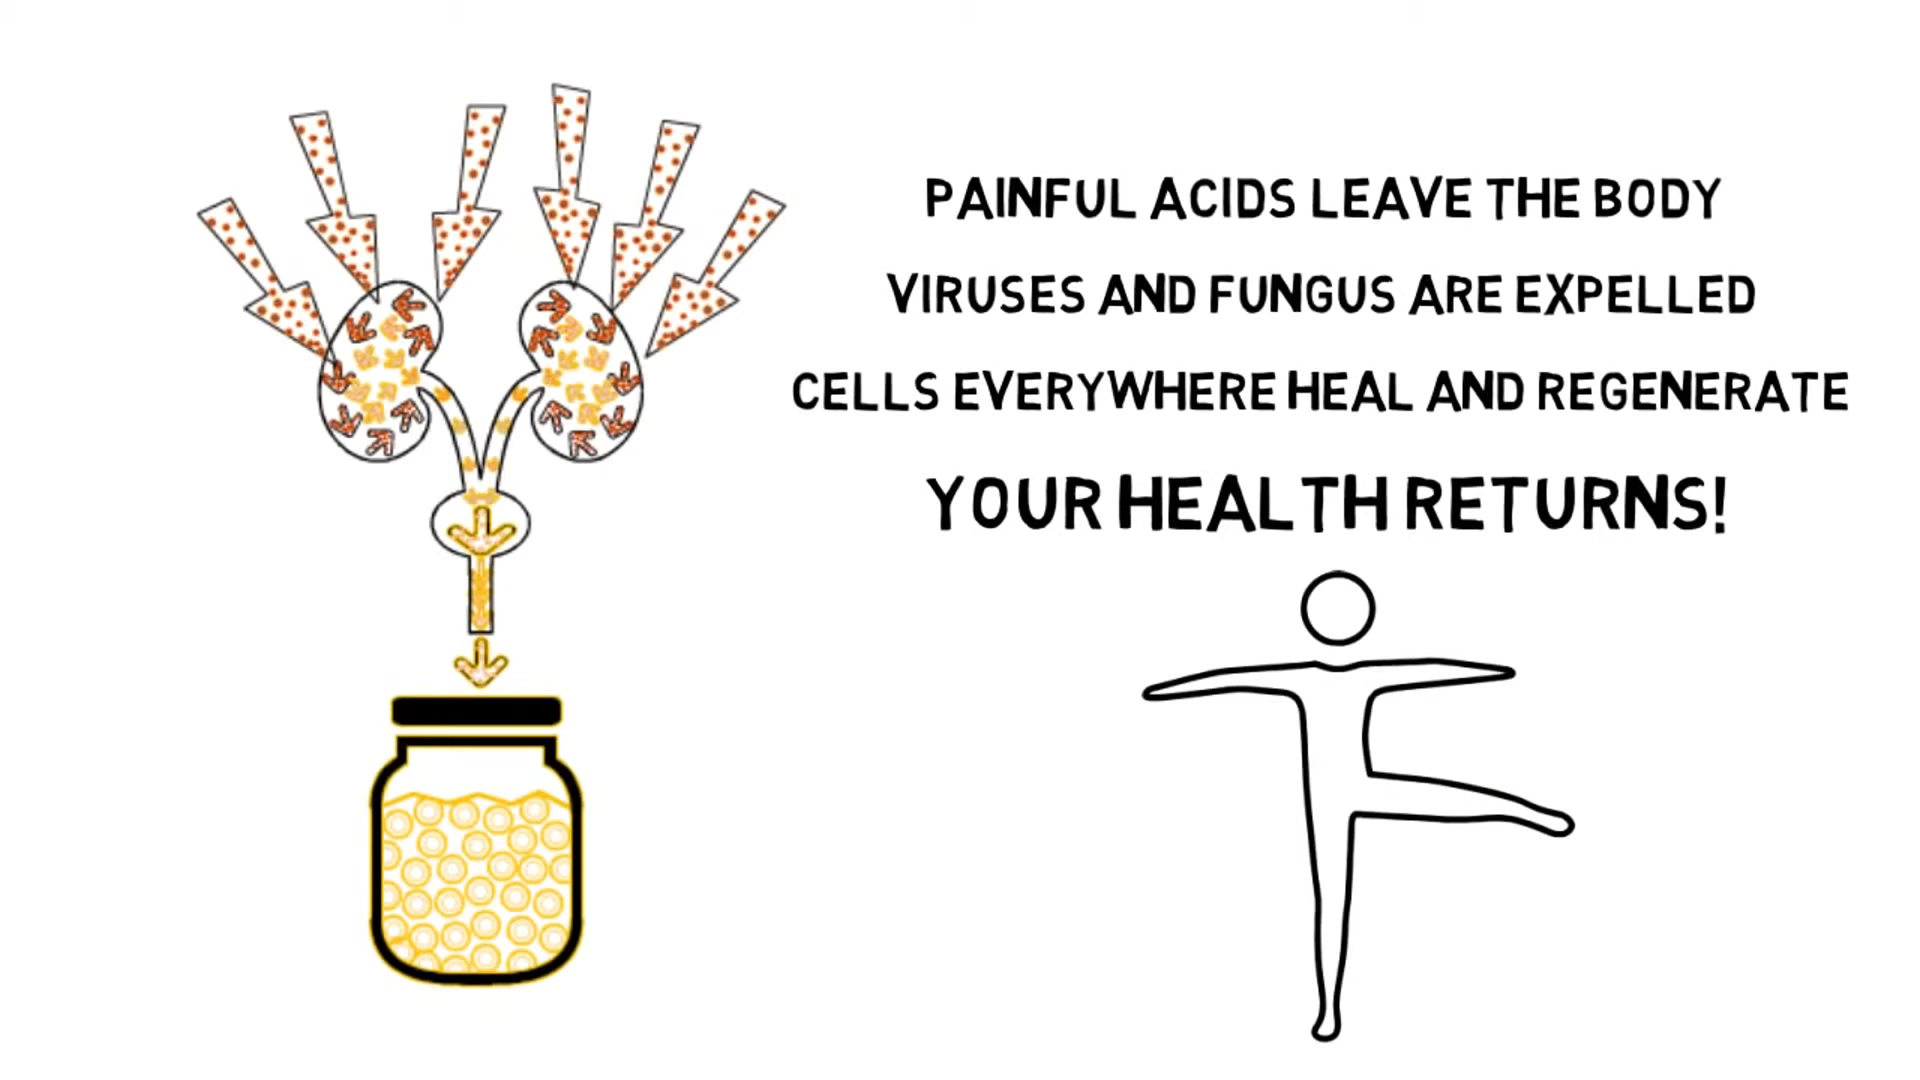 PAINFUL ACIDS LEAVE THE BODY
VIRUSES AND FUNGUS ARE EXPELLED
CELLS EVERYWHERE HEAL AND REGENERATE
YOUR HEALTH RETURNS!